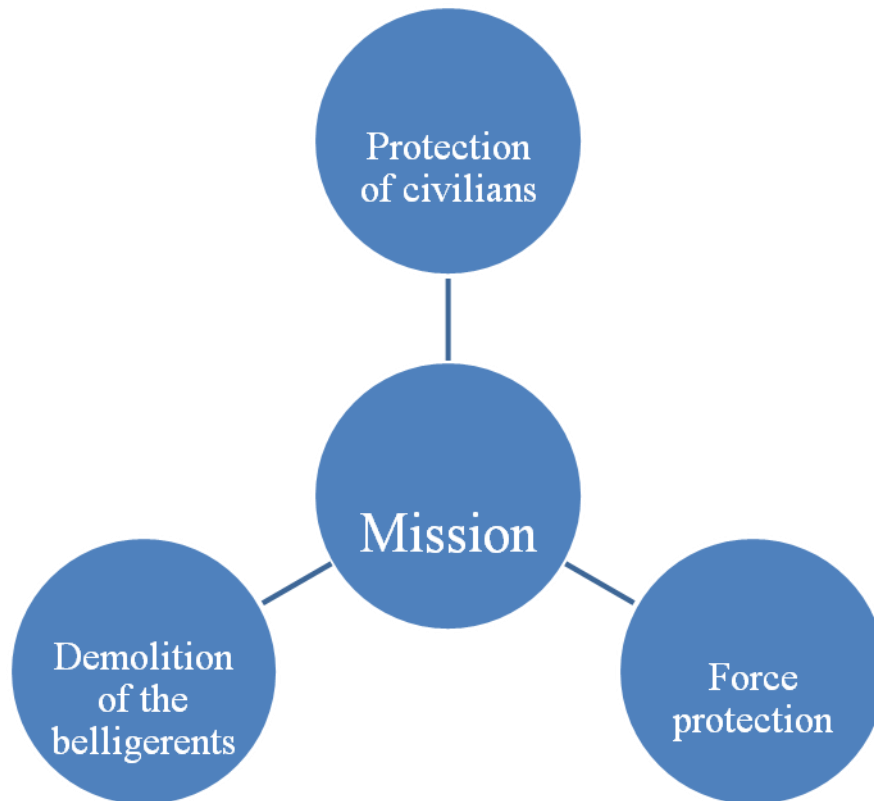 Protection
of civilians
Mission
Demolition
of the
belligerents
Force
protection